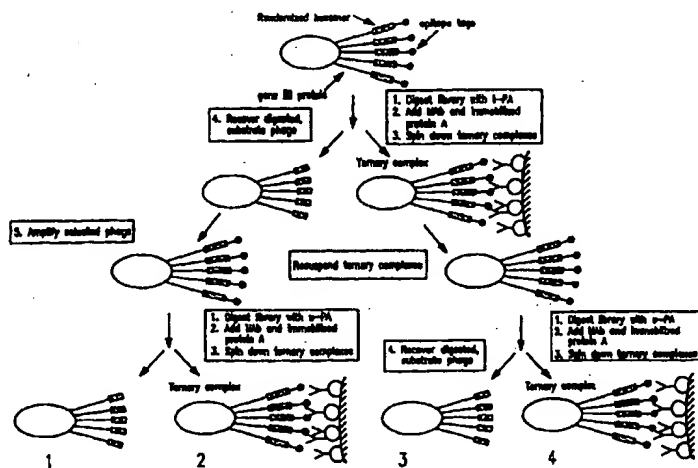 Randomized hexamer
epitope tags
gene III protein
1. Digest library with t-PA
2. Add MAb and immobilized
protein A
3. Spin down ternary complexes
4. Recover digested,
substrate phage
Ternary complex
5. Amplify selected phage
Resuspend ternary complexes
1. Digest library with u-PA
2. Add MAb and immobilized
protein A
3. Spin down ternary complexes
4. Recover digested,
substrate phage
1. Digest library with u-PA
2. Add MAb and immobilized
protein A
3. Spin down ternary complexes
Ternary complex
Ternary complex
1
2
3
4